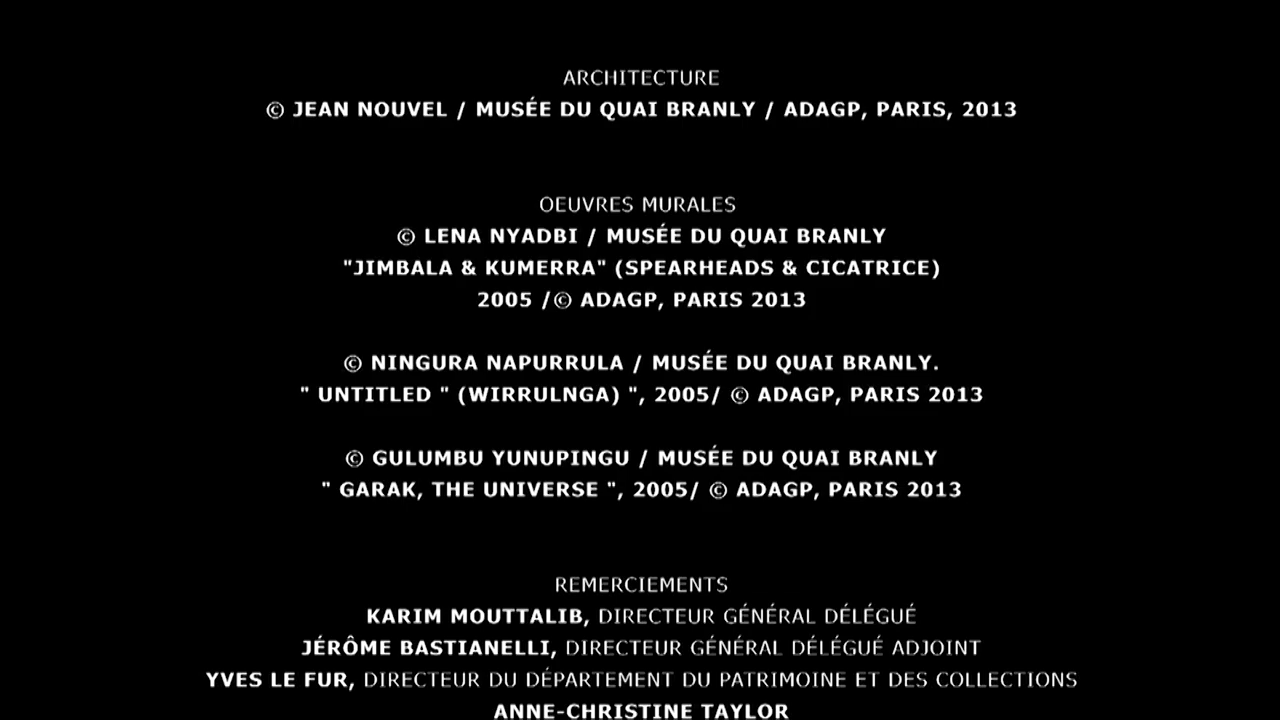 ARCHITECTURE
© JEAN NOUVEL / MUSÉE DU QUAI BRANLY / ADAGP, PARIS, 2013
OEUVRES MURALES
© LENA NYADBI / MUSÉE DU QUAI BRANLY
"JIMBALA & KUMERRA" (SPEARHEADS & CICATRICE)
2005 /© ADAGP, PARIS 2013
© NINGURA NAPURRULA / MUSÉE DU QUAI BRANLY.
" UNTITLED " (WIRRULNGA) ", 2005/ © ADAGP, PARIS 2013
© GULUMBU YUNUPINGU / MUSÉE DU QUAI BRANLY
" GARAK, THE UNIVERSE ", 2005/ © ADAGP, PARIS 2013
REMERCIEMENTS
KARIM MOUTTALIB, DIRECTEUR GÉNÉRAL DÉLÉGUÉ
JÉRÔME BASTIANELLI, DIRECTEUR GÉNÉRAL DÉLÉGUÉ ADJOINT
YVES LE FUR, DIRECTEUR DU DÉPARTEMENT DU PATRIMOINE ET DES COLLECTIONS
ANNE-CHRISTINE TAYLOR